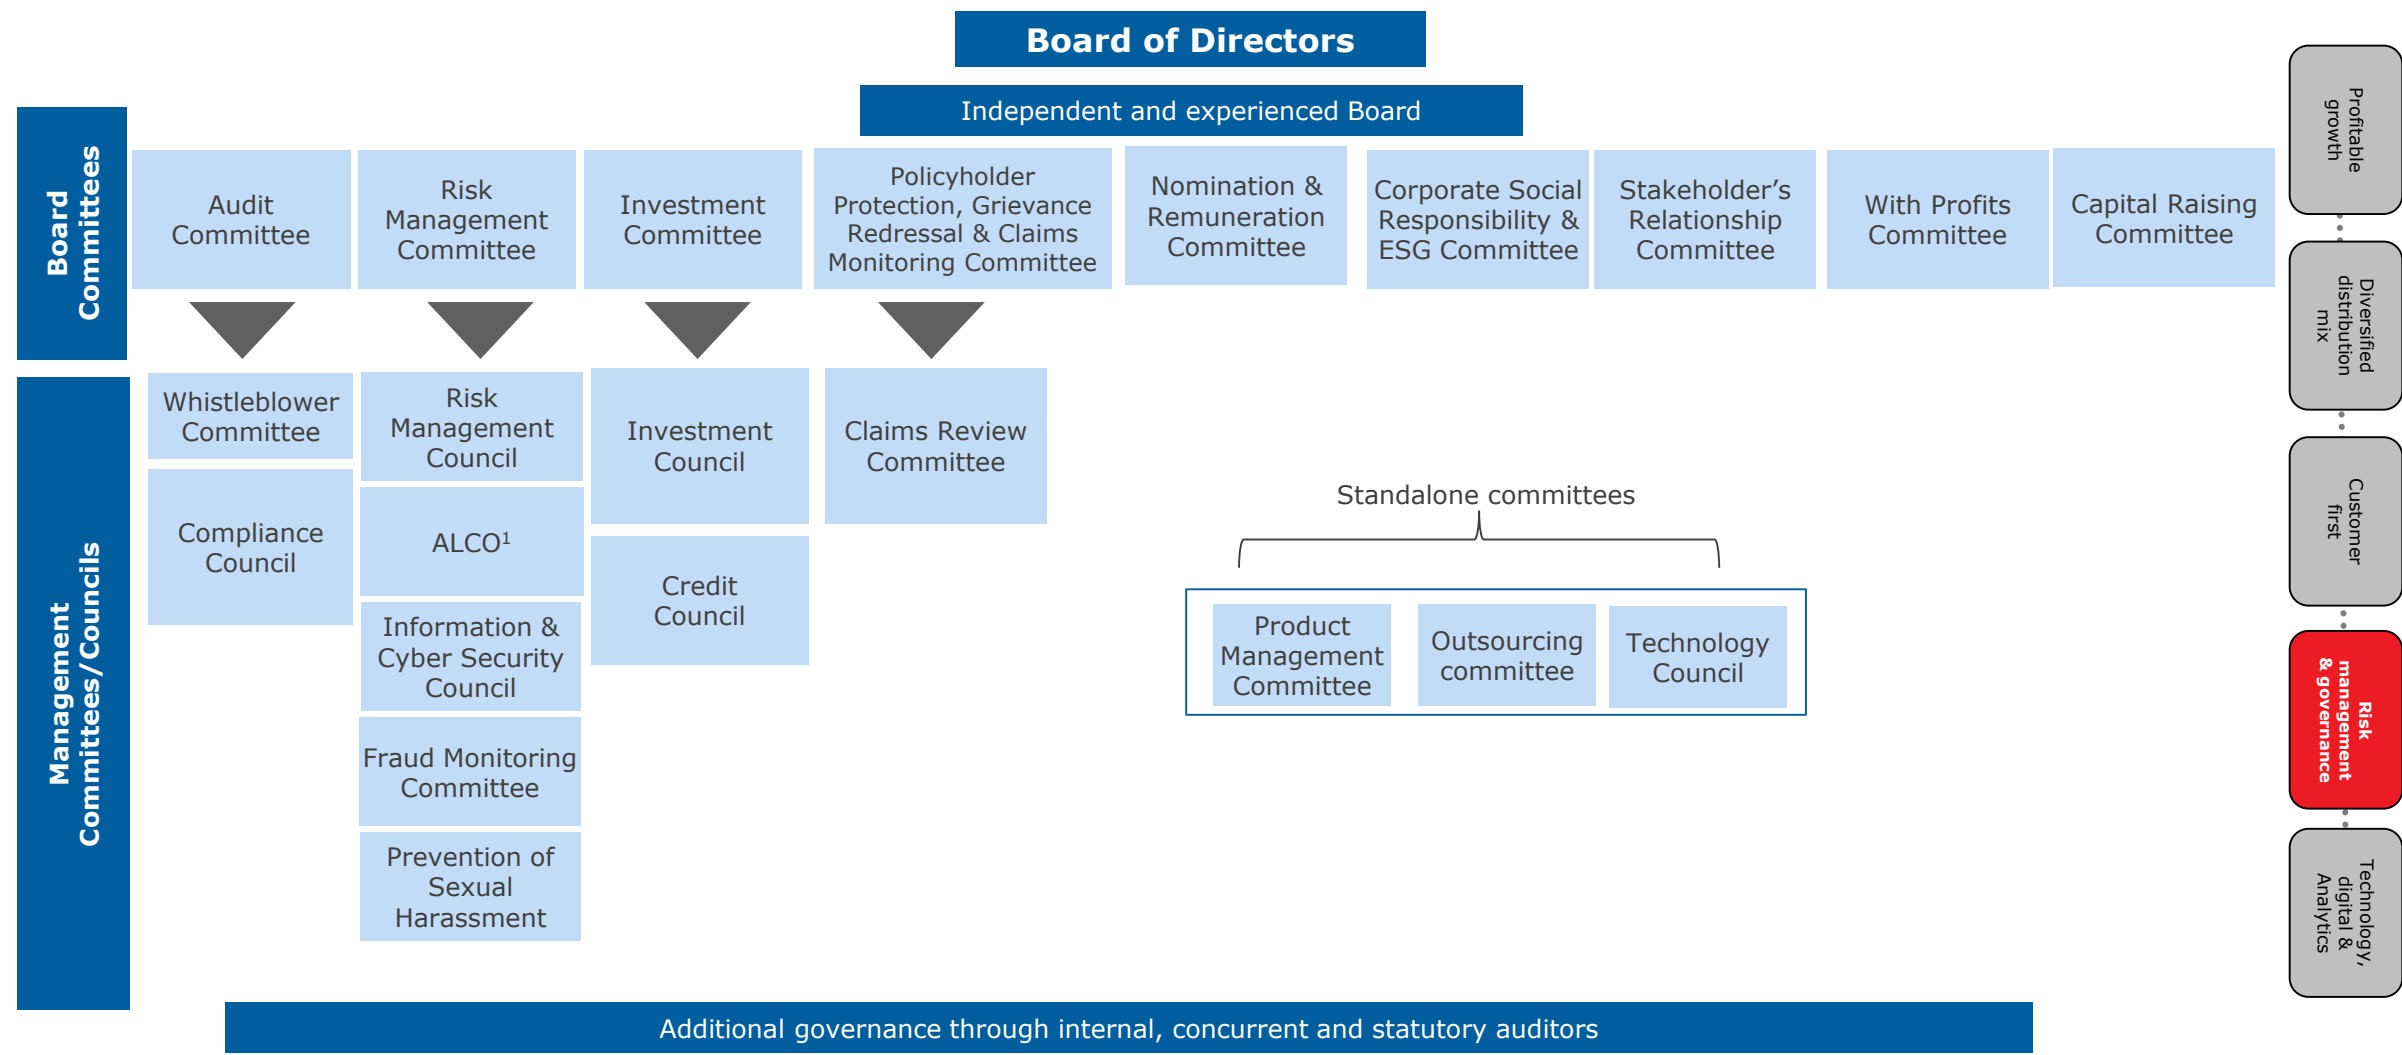 Board of Directors
Independent and experienced Board
Board
Committees
Audit
Committee
Risk
Management
Committee
Investment
Committee
Policyholder
Protection, Grievance
Redressal & Claims
Monitoring Committee
Nomination &
Remuneration
Committee
Corporate Social
Responsibility &
ESG Committee
Stakeholder’s
Relationship
Committee
With Profits
Committee
Capital Raising
Committee
Management
Committees/Councils
Whistleblower
Committee
Compliance
Council
Risk
Management
Council
ALCO¹
Information &
Cyber Security
Council
Fraud Monitoring
Committee
Prevention of
Sexual
Harassment
Investment
Council
Credit
Council
Claims Review
Committee
Standalone committees
Product
Management
Committee
Outsourcing
committee
Technology
Council
Additional governance through internal, concurrent and statutory auditors
Profitable
growth
Diversified
distribution
mix
Customer
first
Risk
management
& governance
Technology,
digital &
Analytics